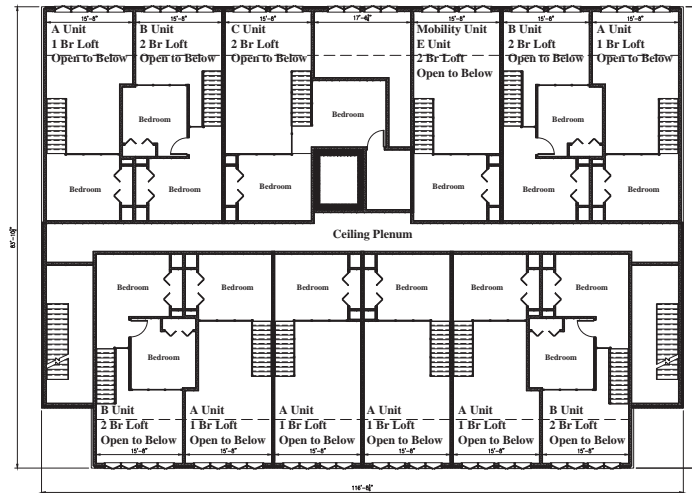 15'-8"
15'-8"
15'-8"
15'-8"
15'-8"
15'-8"
A Unit
1 Br Loft
Open to Below
B Unit
2 Br Loft
Open to Below
C Unit
2 Br Loft
Open to Below
Mobility Unit
E Unit
2 Br Loft
Open to Below
B Unit
2 Br Loft
Open to Below
A Unit
1 Br Loft
Open to Below
Bedroom
Bedroom
Bedroom
Bedroom
Bedroom
Bedroom
Bedroom
Bedroom
Bedroom
Ceiling Plenum
Bedroom
Bedroom
Bedroom
Bedroom
Bedroom
Bedroom
Bedroom
Bedroom
B Unit
2 Br Loft
Open to Below
A Unit
1 Br Loft
Open to Below
A Unit
1 Br Loft
Open to Below
A Unit
1 Br Loft
Open to Below
A Unit
1 Br Loft
Open to Below
B Unit
2 Br Loft
Open to Below
15'-8"
15'-8"
15'-8"
15'-8"
15'-8"
15'-8"